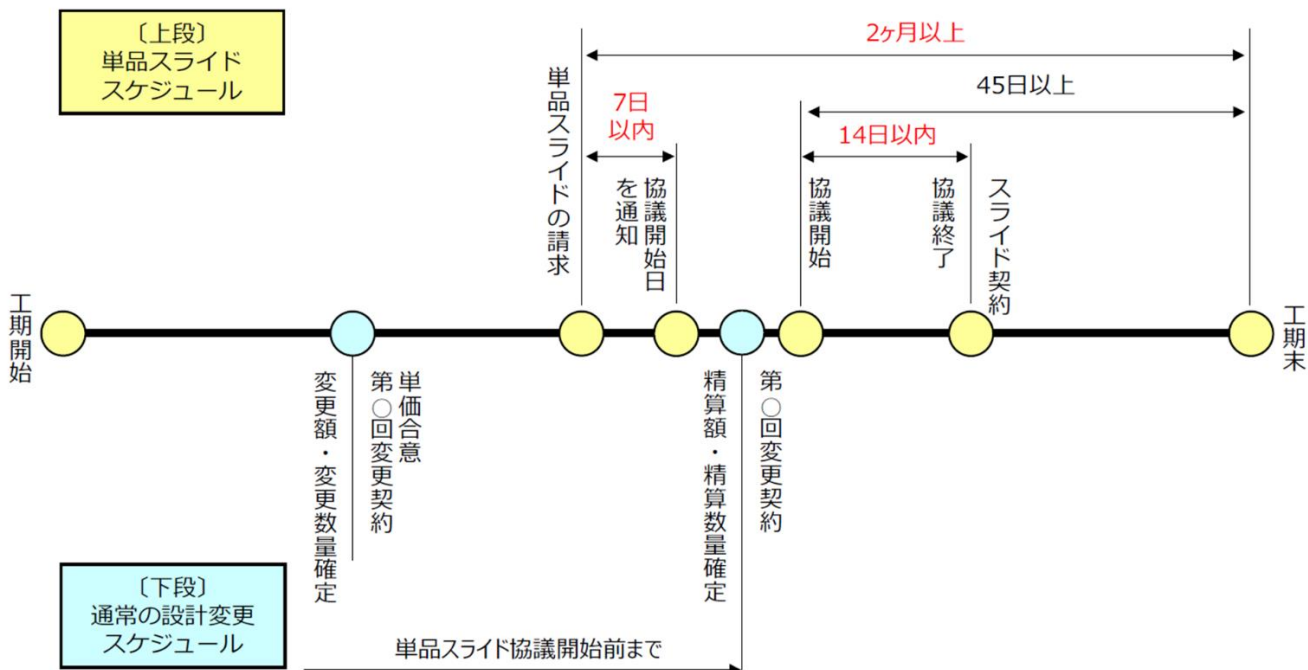 〔上段〕
単品スライド
スケジュール
2ヶ月以上
45日以上
7日
以内
14日以内
単品スライドの請求
協議開始日
を通知
協議開始
協議終了
スライド契約
工期開始
工期末
単価合意
第○回変更契約
変更額・変更数量確定
第○回変更契約
精算額・精算数量確定
〔下段〕
通常の設計変更
スケジュール
単品スライド協議開始前まで